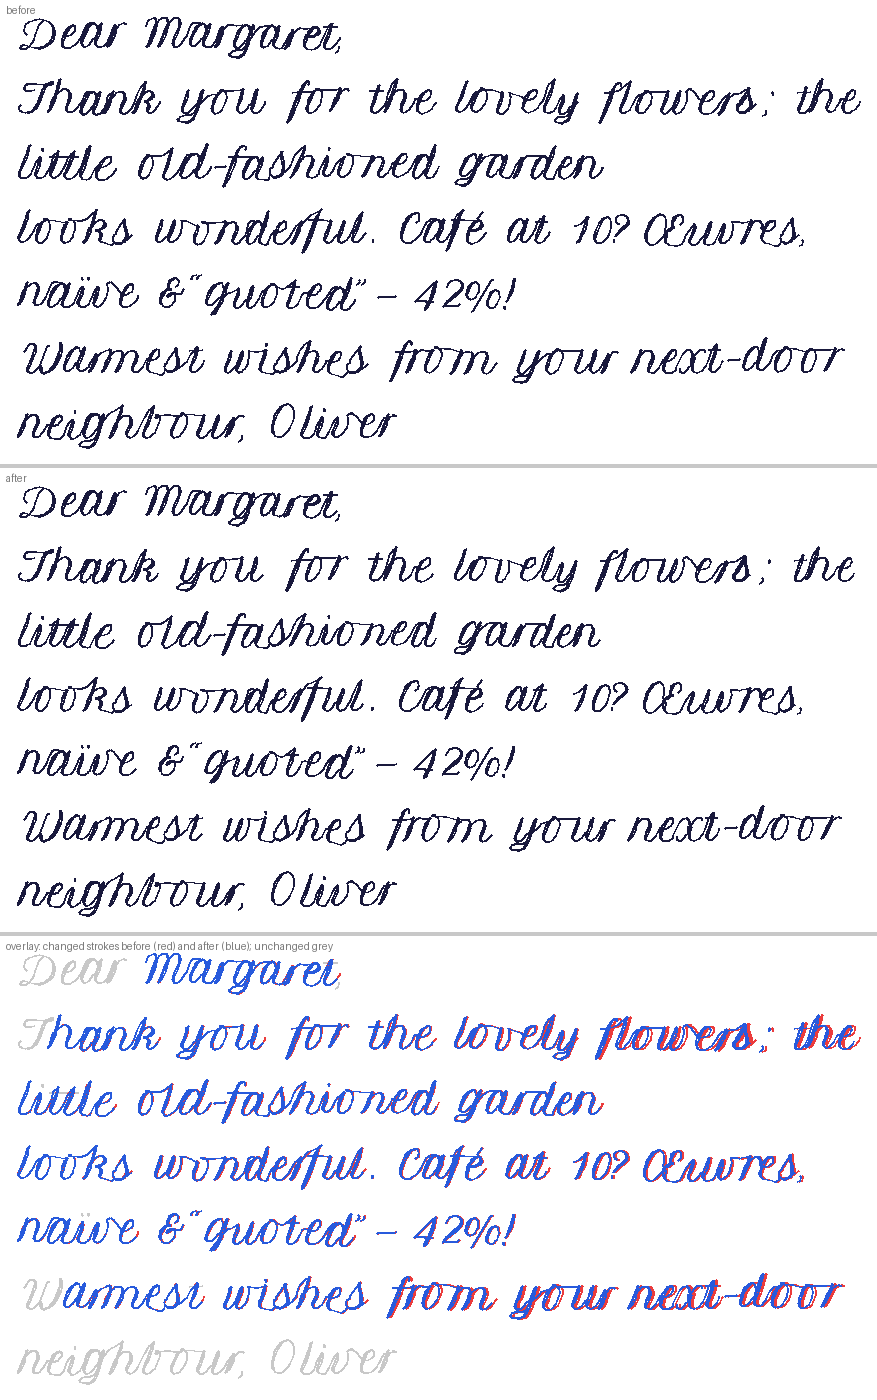 before
Dear Margaret,
Thank you for the lovely flowers; the
little old-fashioned garden
looks wonderful. Café at 10? Œuvres,
naïve & “quoted” – 42%!
Warmest wishes from your next-door
neighbour, Oliver
after
Dear Margaret,
Thank you for the lovely flowers; the
little old-fashioned garden
looks wonderful. Café at 10? Œuvres,
naïve & “quoted” – 42%!
Warmest wishes from your next-door
neighbour, Oliver
overlay: changed strokes before (red) and after (blue); unchanged grey
Dear Margaret,
Thank you for the lovely flowers; the
little old-fashioned garden
looks wonderful. Café at 10? Œuvres,
naïve & “quoted” – 42%!
Warmest wishes from your next-door
neighbour, Oliver